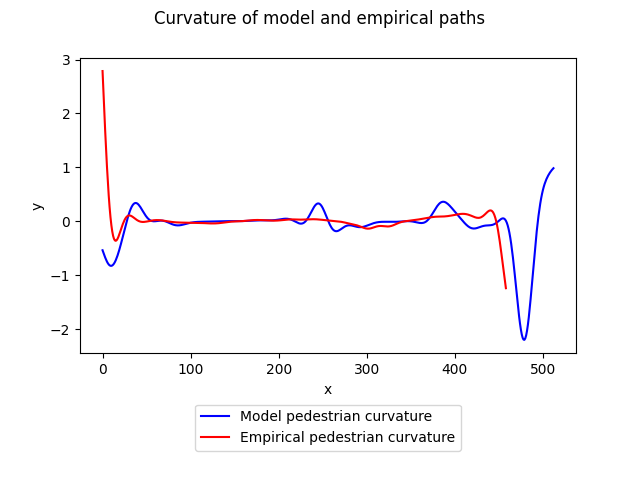 Curvature of model and empirical paths
3
2
1
0
−1
−2
y
0 100 200 300 400 500
x
Model pedestrian curvature
Empirical pedestrian curvature